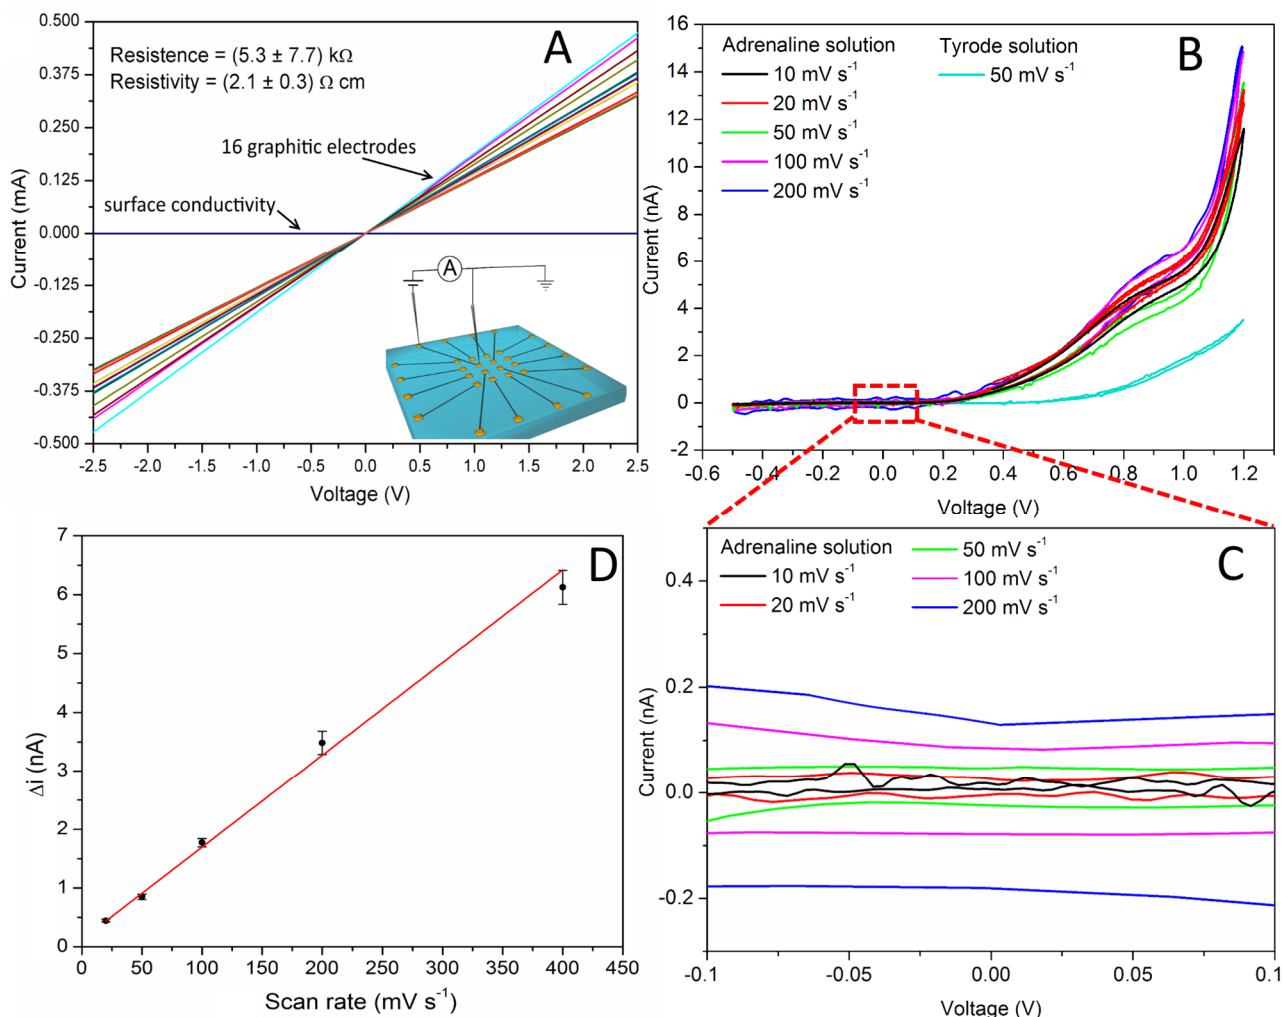 A
Resistence = (5.3 ± 7.7) kΩ
Resistivity = (2.1 ± 0.3) Ω cm
16 graphitic electrodes
surface conductivity
A
0.500
0.375
0.250
0.125
0.000
-0.125
-0.250
-0.375
-0.500
Current (mA)
-2.5 -2.0 -1.5 -1.0 -0.5 0.0 0.5 1.0 1.5 2.0 2.5
Voltage (V)
B
Adrenaline solution
10 mV s⁻¹
20 mV s⁻¹
50 mV s⁻¹
100 mV s⁻¹
200 mV s⁻¹
Tyrode solution
50 mV s⁻¹
16
14
12
10
8
6
4
2
0
-2
Current (nA)
-0.6 -0.4 -0.2 0.0 0.2 0.4 0.6 0.8 1.0 1.2
Voltage (V)
D
7
6
5
4
3
2
1
0
Δi (nA)
0 50 100 150 200 250 300 350 400 450
Scan rate (mV s⁻¹)
C
Adrenaline solution
10 mV s⁻¹
20 mV s⁻¹
50 mV s⁻¹
100 mV s⁻¹
200 mV s⁻¹
0.4
0.2
0.0
-0.2
Current (nA)
-0.1 -0.05 0.00 0.05 0.1
Voltage (V)